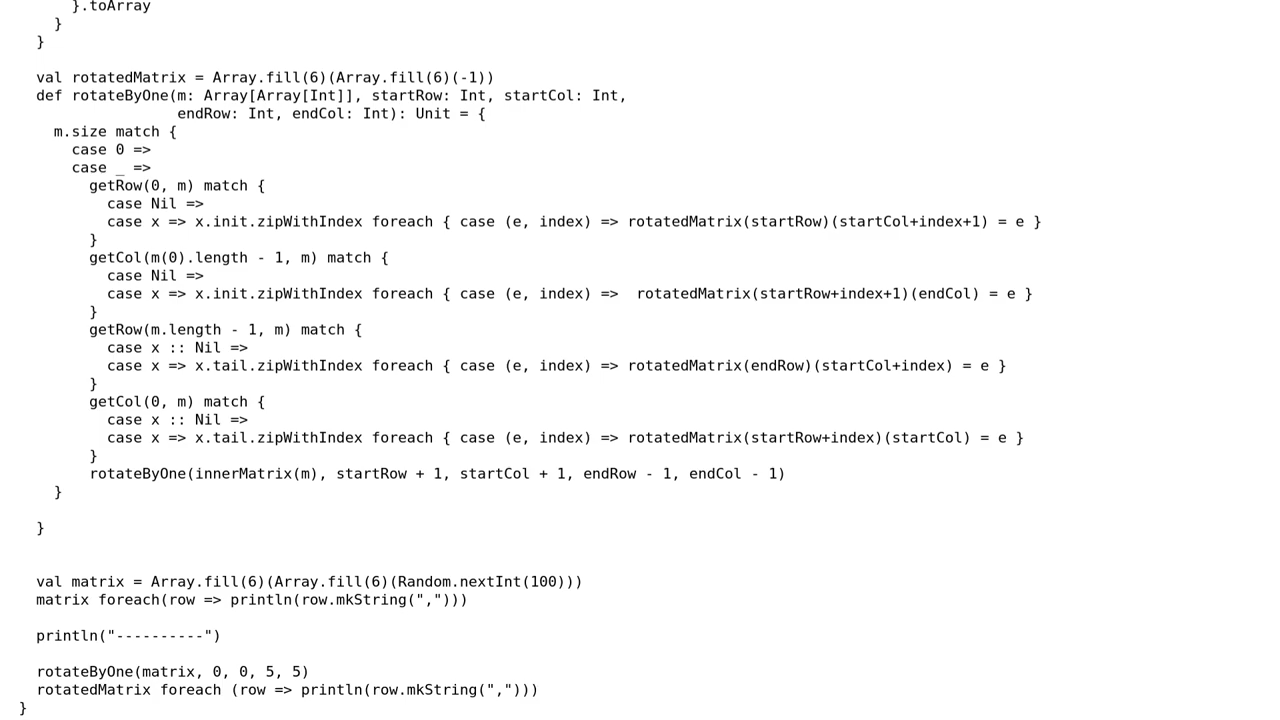 }.toArray
    }
  }

  val rotatedMatrix = Array.fill(6)(Array.fill(6)(-1))
  def rotateByOne(m: Array[Array[Int]], startRow: Int, startCol: Int,
                  endRow: Int, endCol: Int): Unit = {
    m.size match {
      case 0 =>
      case _ =>
        getRow(0, m) match {
          case Nil =>
          case x => x.init.zipWithIndex foreach { case (e, index) => rotatedMatrix(startRow)(startCol+index+1) = e }
        }
        getCol(m(0).length - 1, m) match {
          case Nil =>
          case x => x.init.zipWithIndex foreach { case (e, index) =>  rotatedMatrix(startRow+index+1)(endCol) = e }
        }
        getRow(m.length - 1, m) match {
          case x :: Nil =>
          case x => x.tail.zipWithIndex foreach { case (e, index) => rotatedMatrix(endRow)(startCol+index) = e }
        }
        getCol(0, m) match {
          case x :: Nil =>
          case x => x.tail.zipWithIndex foreach { case (e, index) => rotatedMatrix(startRow+index)(startCol) = e }
        }
        rotateByOne(innerMatrix(m), startRow + 1, startCol + 1, endRow - 1, endCol - 1)
    }

  }


  val matrix = Array.fill(6)(Array.fill(6)(Random.nextInt(100)))
  matrix foreach(row => println(row.mkString(",")))

  println("----------")

  rotateByOne(matrix, 0, 0, 5, 5)
  rotatedMatrix foreach (row => println(row.mkString(",")))
}